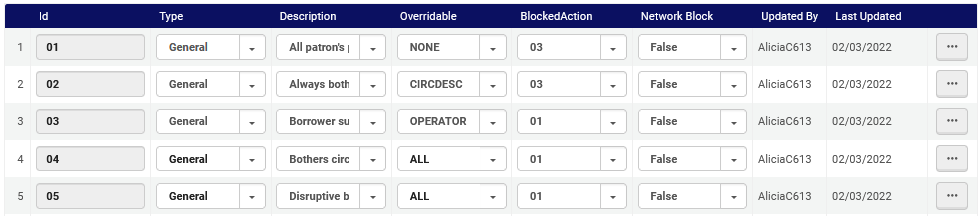 Id Type Description Overridable BlockedAction Network Block Updated By Last Updated
1 01 General All patron's NONE 03 False AliciaC613 02/03/2022 ...
2 02 General Always both CIRCDESC 03 False AliciaC613 02/03/2022 ...
3 03 General Borrower su OPERATOR 01 False AliciaC613 02/03/2022 ...
4 04 General Bothers circ ALL 01 False AliciaC613 02/03/2022 ...
5 05 General Disruptive b ALL 01 False AliciaC613 02/03/2022 ...